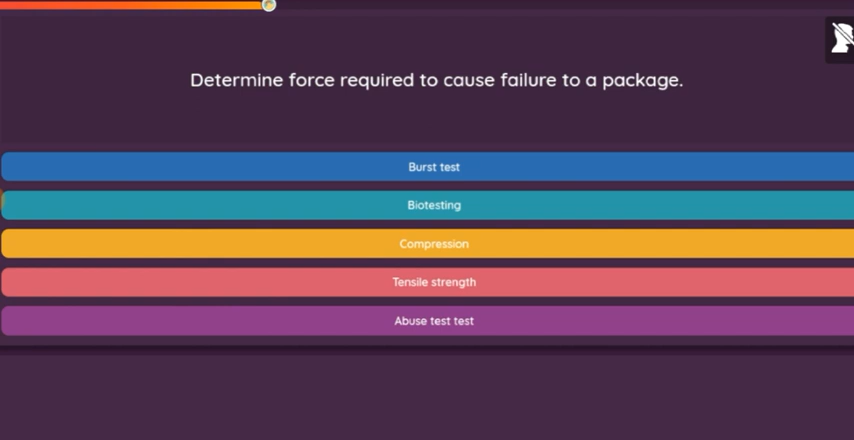 Determine force required to cause failure to a package.
Burst test
Biotesting
Compression
Tensile strength
Abuse test test